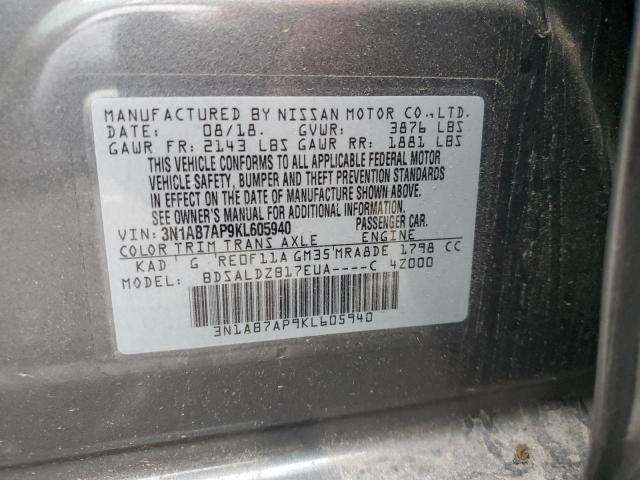 MANUFACTURED BY NISSAN MOTOR CO.,LTD.
DATE: 08/18. GVWR: 3876 LBS
GAWR FR: 2143 LBS GAWR RR: 1881 LBS
THIS VEHICLE CONFORMS TO ALL APPLICABLE FEDERAL MOTOR
VEHICLE SAFETY, BUMPER AND THEFT PREVENTION STANDARDS
IN EFFECT ON THE DATE OF MANUFACTURE SHOWN ABOVE.
SEE OWNER'S MANUAL FOR ADDITIONAL INFORMATION.
VIN: 3N1AB7AP9KL605940 PASSENGER CAR.
COLOR TRIM TRANS AXLE ENGINE
KAD G RE0F11A GM35 MRA8DE 1798 CC
MODEL: BDSALDZB17EUA----C 4Z000
3N1AB7AP9KL605940